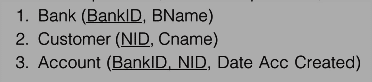 1. Bank (BankID, BName)
2. Customer (NID, Cname)
3. Account (BankID, NID, Date Acc Created)